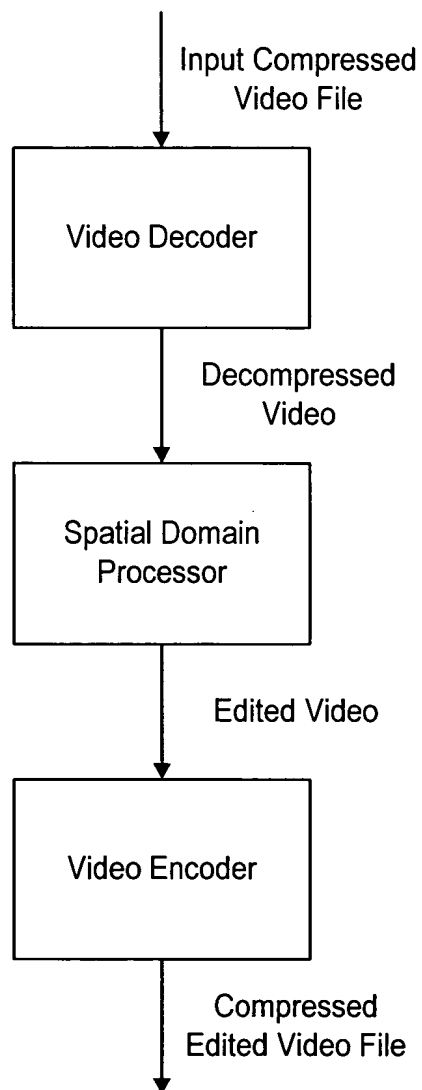 Input Compressed
Video File
Video Decoder
Decompressed
Video
Spatial Domain
Processor
Edited Video
Video Encoder
Compressed
Edited Video File